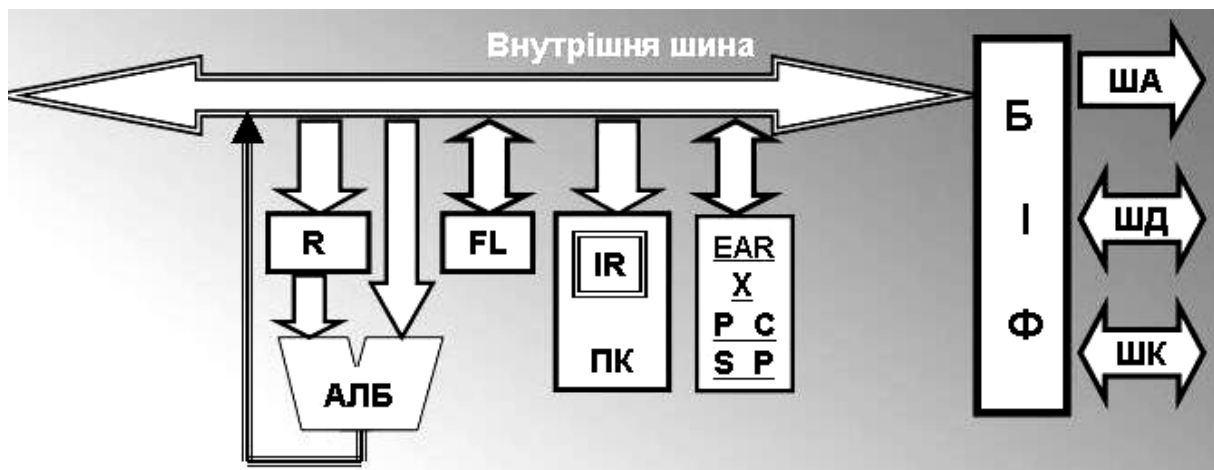 Внутрішня шина
R
FL
IR
ПК
АЛБ
EAR
X
P C
S P
Б
І
Ф
ША
ШД
ШК